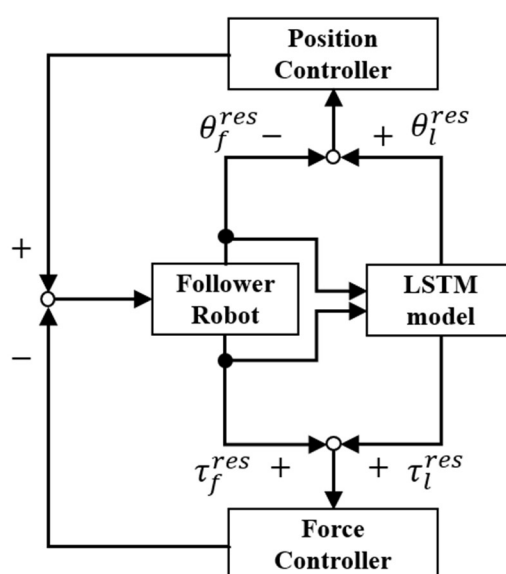 Position
Controller
θ_f^{res} − + θ_l^{res}
+
Follower
Robot
LSTM
model
−
τ_f^{res} + + τ_l^{res}
Force
Controller